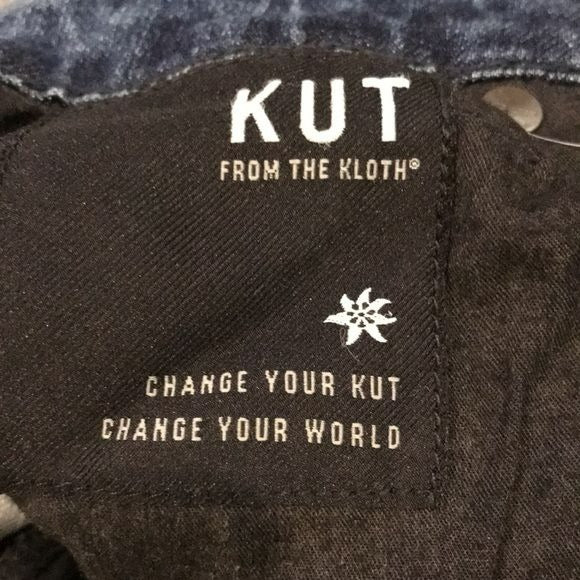 KUT
FROM THE KLOTH®
CHANGE YOUR KUT
CHANGE YOUR WORLD